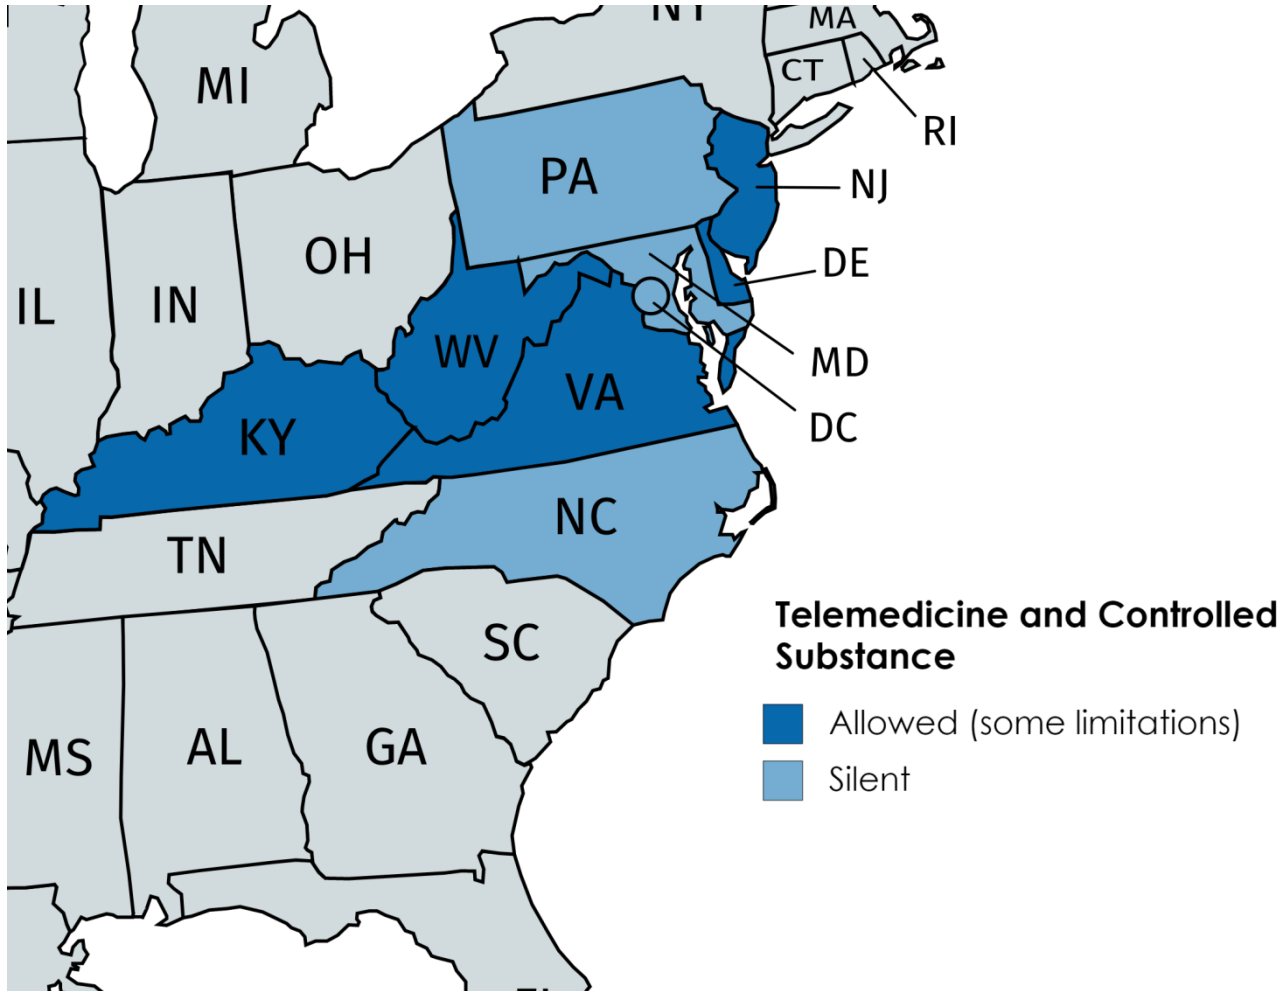 NY
MA
MI
CT
RI
PA
NJ
OH
DE
IL
IN
WV
MD
VA
DC
KY
NC
TN
Telemedicine and Controlled
Substance
SC
Allowed (some limitations)
MS
AL
GA
Silent